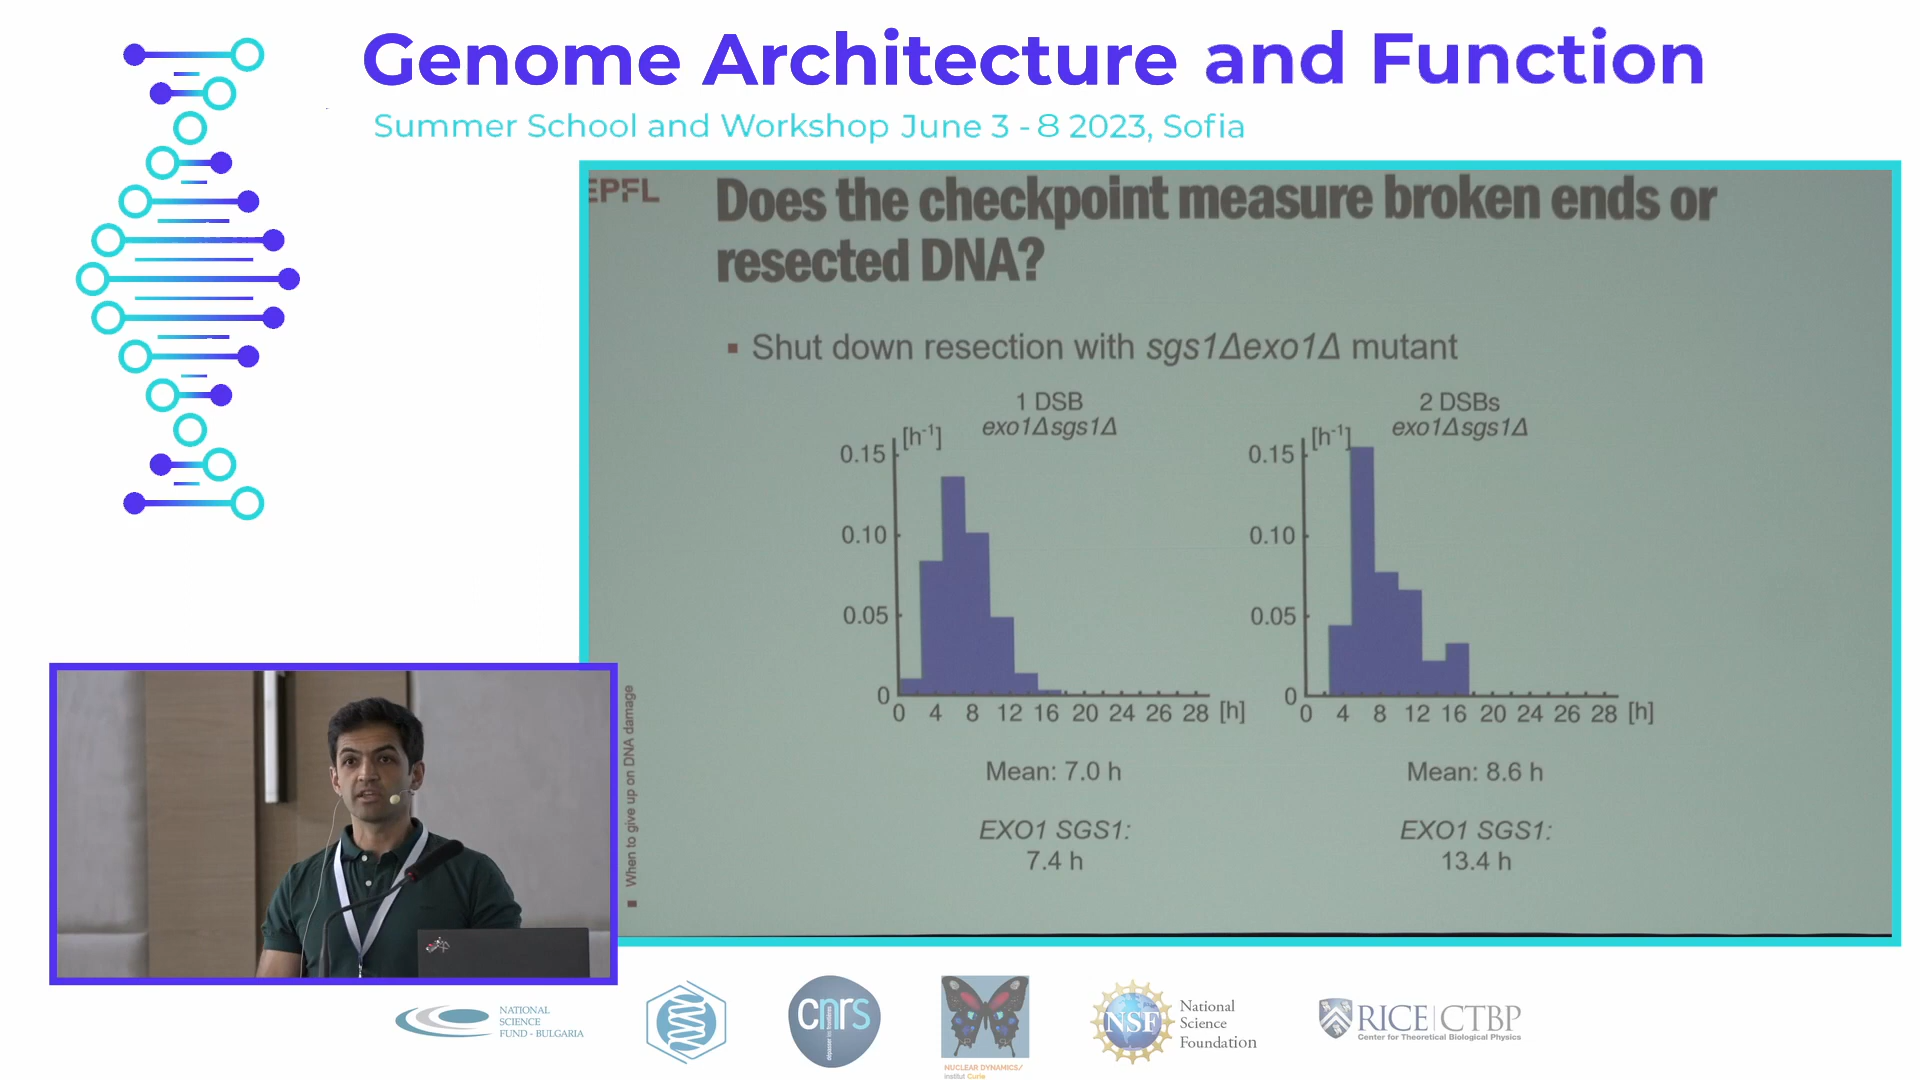 Genome Architecture and Function
Summer School and Workshop June 3 - 8 2023, Sofia
EPFL
Does the checkpoint measure broken ends or
resected DNA?
▪ Shut down resection with sgs1Δexo1Δ mutant
1 DSB
exo1Δsgs1Δ
[h-1]
0.15
0.10
0.05
0
0 4 8 12 16 20 24 26 28 [h]
Mean: 7.0 h
EXO1 SGS1:
7.4 h
2 DSBs
exo1Δsgs1Δ
[h-1]
0.15
0.10
0.05
0
0 4 8 12 16 20 24 26 28 [h]
Mean: 8.6 h
EXO1 SGS1:
13.4 h
When to give up on DNA damage
NATIONAL
SCIENCE
FUND - BULGARIA
cnrs
NUCLEAR DYNAMICS/
institut Curie
NSF
National
Science
Foundation
RICE | CTBP
Center for Theoretical Biological Physics